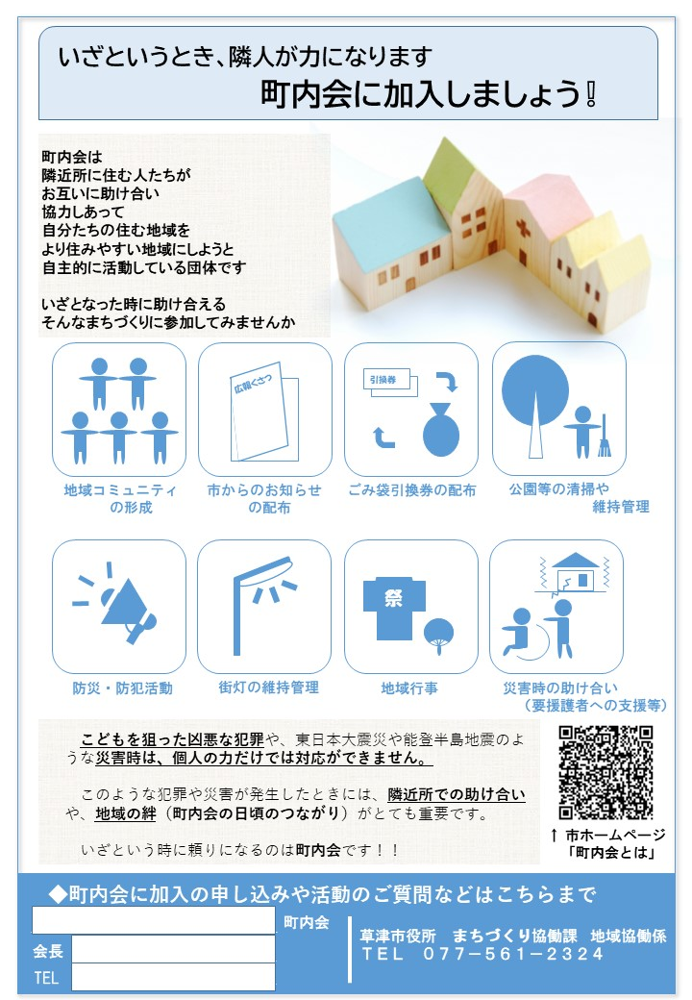 いざというとき、隣人が力になります
町内会に加入しましょう!
町内会は
隣近所に住む人たちが
お互いに助け合い
協力しあって
自分たちの住む地域を
より住みやすい地域にしようと
自主的に活動している団体です
いざとなった時に助け合える
そんなまちづくりに参加してみませんか
広報くさつ
引換券
地域コミュニティ
の形成
市からのお知らせ
の配布
ごみ袋引換券の配布
公園等の清掃や
維持管理
祭
防災・防犯活動
街灯の維持管理
地域行事
災害時の助け合い
(要援護者への支援等)
こどもを狙った凶悪な犯罪や、東日本大震災や能登半島地震のよ
うな災害時は、個人の力だけでは対応ができません。
このような犯罪や災害が発生したときには、隣近所での助け合い
や、地域の絆(町内会の日頃のつながり)がとても重要です。
いざという時に頼りになるのは町内会です!!
↑市ホームページ
「町内会とは」
◆町内会に加入の申し込みや活動のご質問などはこちらまで
町内会
会長
TEL
草津市役所 まちづくり協働課 地域協働係
TEL 077-561-2324